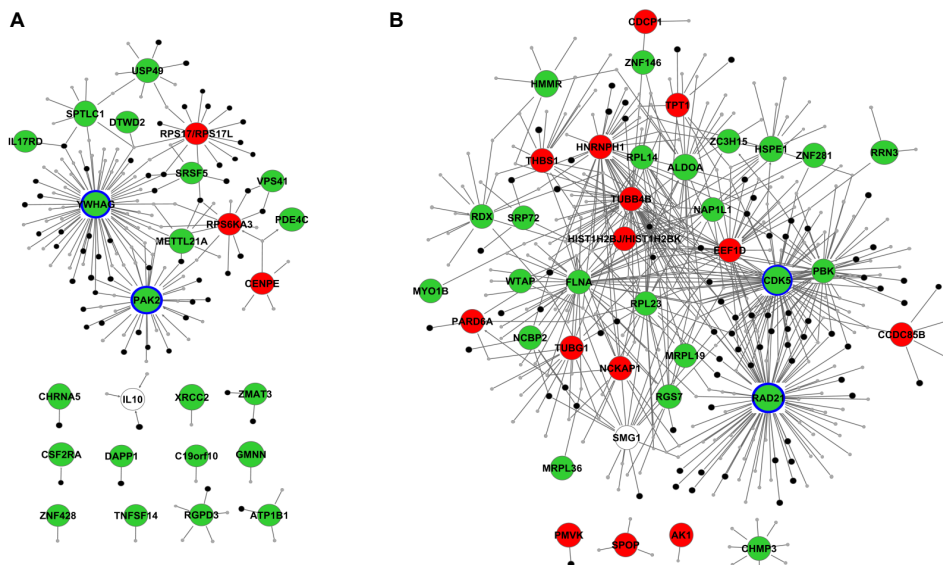 A
B
USP49
SPTLC1
DTWD2
RPS17/RPS17L
IL17RD
SRSF5
VPS41
YWHAG
RPS6KA3
PDE4C
METTL21A
CENPE
PAK2
CHRNA5
IL10
XRCC2
ZMAT3
CSF2RA
DAPP1
C19orf10
GMNN
ZNF428
TNFSF14
RGPD3
ATP1B1
CDCP1
ZNF146
HMMR
TPT1
ZC3H15
HNRNPH1
HSPE1
THBS1
RPL14
ALDOA
ZNF281
RRN3
TUBB4B
NAP1L1
RDX
SRP72
HIST1H2BJ/HIST1H2BK
EEF1D
PBK
MYO1B
WTAP
FLNA
CDK5
RPL23
PARD6A
NCBP2
TUBG1
CCDC85B
MRPL19
NCKAP1
RGS7
RAD21
SMG1
MRPL36
PMVK
SPOP
AK1
CHMP3